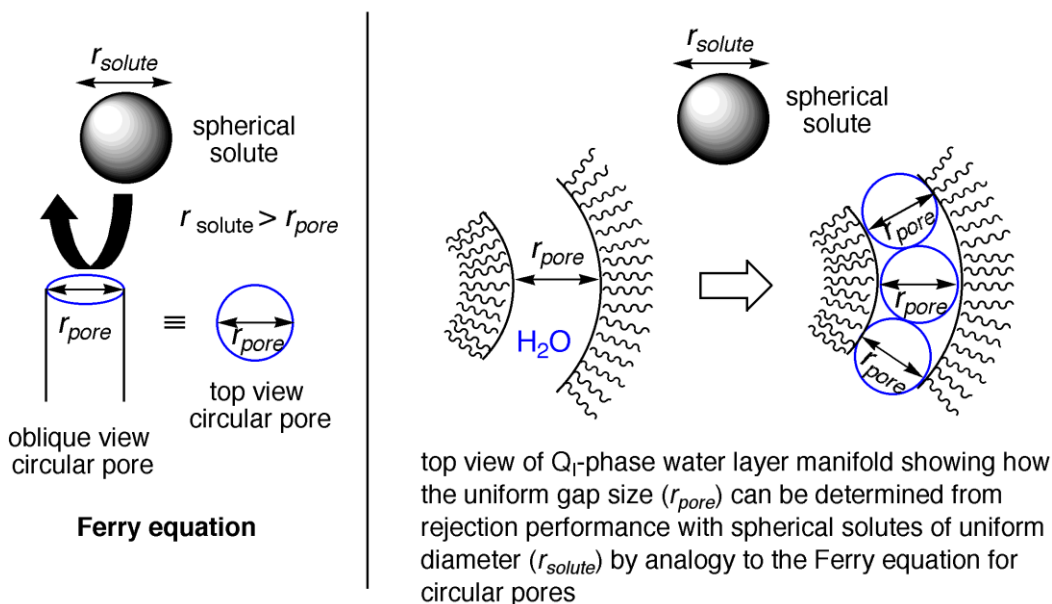 r_solute
spherical
solute
r_solute > r_pore
r_pore
≡
r_pore
top view
circular pore
oblique view
circular pore
Ferry equation
r_solute
spherical
solute
r_pore
H₂O
r_pore
r_pore
r_pore
top view of Q_I-phase water layer manifold showing how
the uniform gap size (r_pore) can be determined from
rejection performance with spherical solutes of uniform
diameter (r_solute) by analogy to the Ferry equation for
circular pores